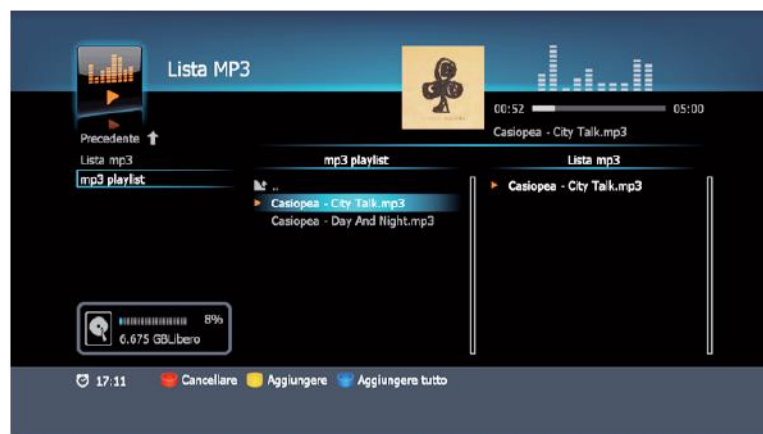 Lista MP3
00:52
05:00
Casiopea - City Talk.mp3
Precedente
Lista mp3
mp3 playlist
mp3 playlist
..
Casiopea - City Talk.mp3
Casiopea - Day And Night.mp3
Lista mp3
Casiopea - City Talk.mp3
8%
6.675 GBLibero
17:11 Cancellare Aggiungere Aggiungere tutto